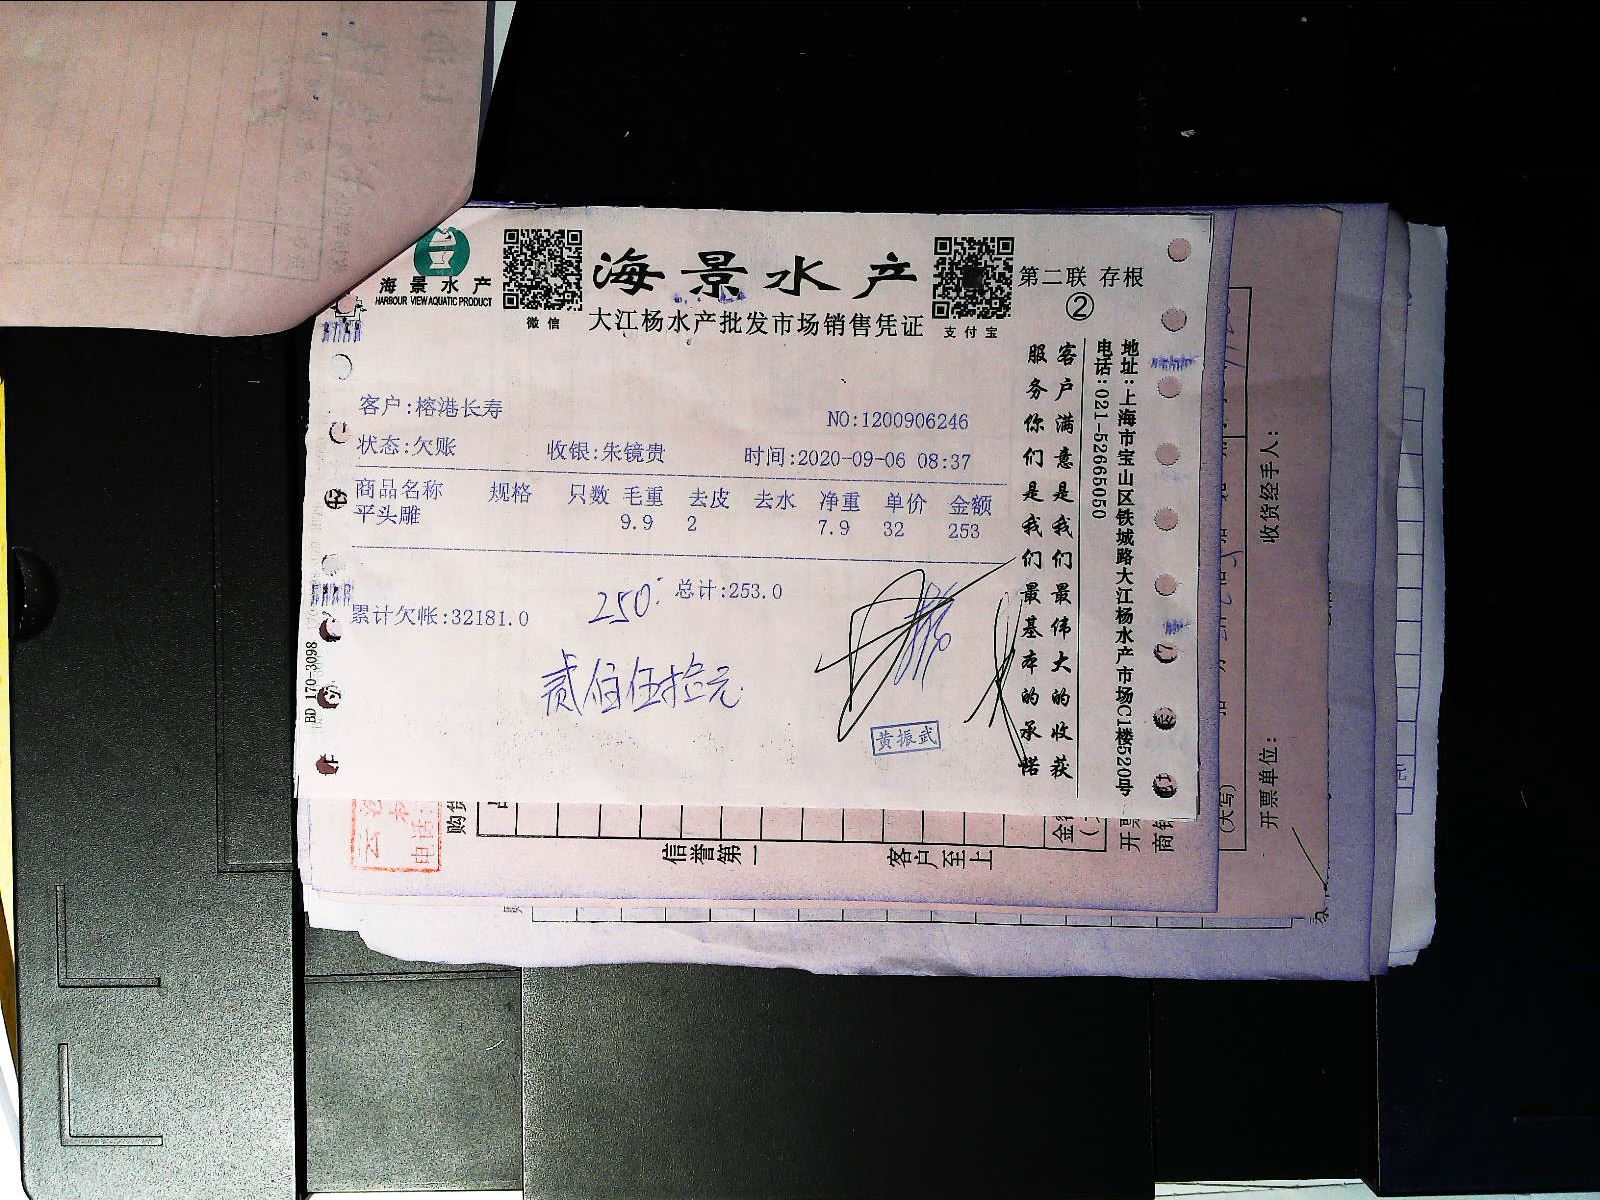 海景水产
HARBOUR VIEW AQUATIC PRODUCT
微信
海景水产
大江杨水产批发市场销售凭证
支付宝
第二联 存根
②
客户:榕港长寿
NO:1200906246
状态:欠账 收银:朱镜贵 时间:2020-09-06 08:37
商品名称 规格 只数 毛重 去皮 去水 净重 单价 金额
平头雕 9.9 2 7.9 32 253
总计:253.0
250
累计欠帐:32181.0
贰佰伍拾元
黄振武
客户满意是我们最伟大的收获
服务你们是我们最基本的承诺
地址:上海市宝山区铁城路大江杨水产市场C1楼520中
电话:021-52665050
BD 170-3098
电话:
信誉第一
客户至上
(大写)
收货经手人:
开票单位: